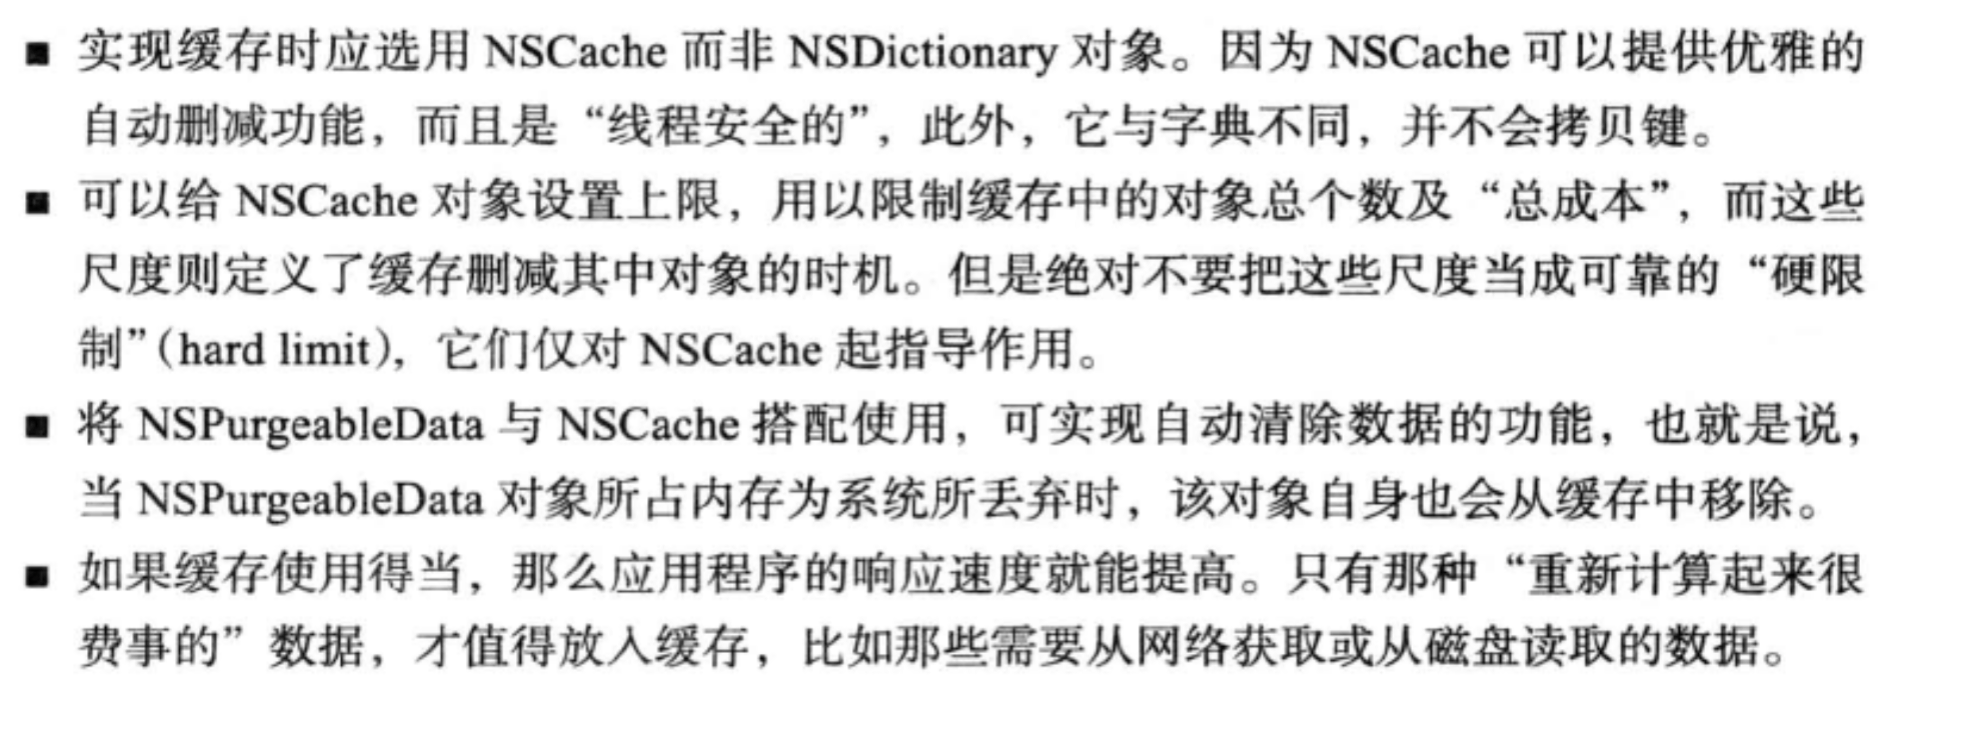 ■ 实现缓存时应选用 NSCache 而非 NSDictionary 对象。因为 NSCache 可以提供优雅的
自动删减功能，而且是“线程安全的”，此外，它与字典不同，并不会拷贝键。
■ 可以给 NSCache 对象设置上限，用以限制缓存中的对象总个数及“总成本”，而这些
尺度则定义了缓存删减其中对象的时机。但是绝对不要把这些尺度当成可靠的“硬限
制”（hard limit），它们仅对 NSCache 起指导作用。
■ 将 NSPurgeableData 与 NSCache 搭配使用，可实现自动清除数据的功能，也就是说，
当 NSPurgeableData 对象所占内存为系统所丢弃时，该对象自身也会从缓存中移除。
■ 如果缓存使用得当，那么应用程序的响应速度就能提高。只有那种“重新计算起来很
费事的”数据，才值得放入缓存，比如那些需要从网络获取或从磁盘读取的数据。